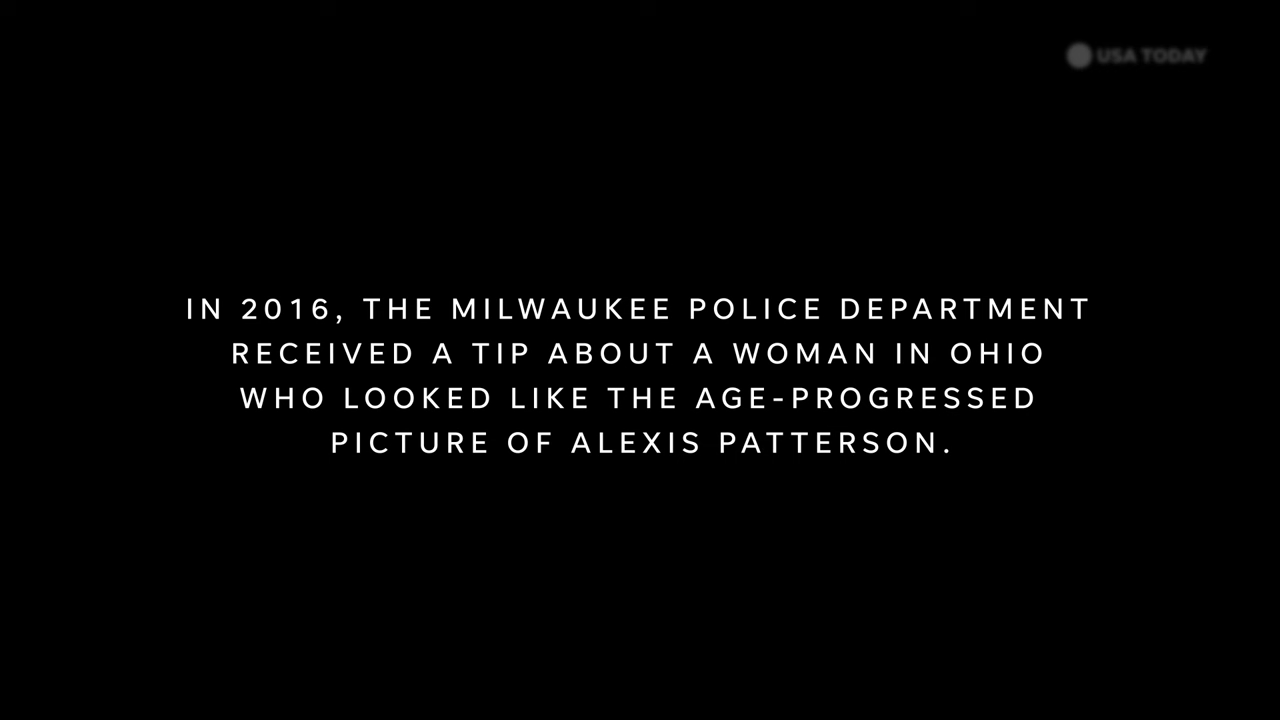 USA TODAY
IN 2016, THE MILWAUKEE POLICE DEPARTMENT
RECEIVED A TIP ABOUT A WOMAN IN OHIO
WHO LOOKED LIKE THE AGE-PROGRESSED
PICTURE OF ALEXIS PATTERSON.